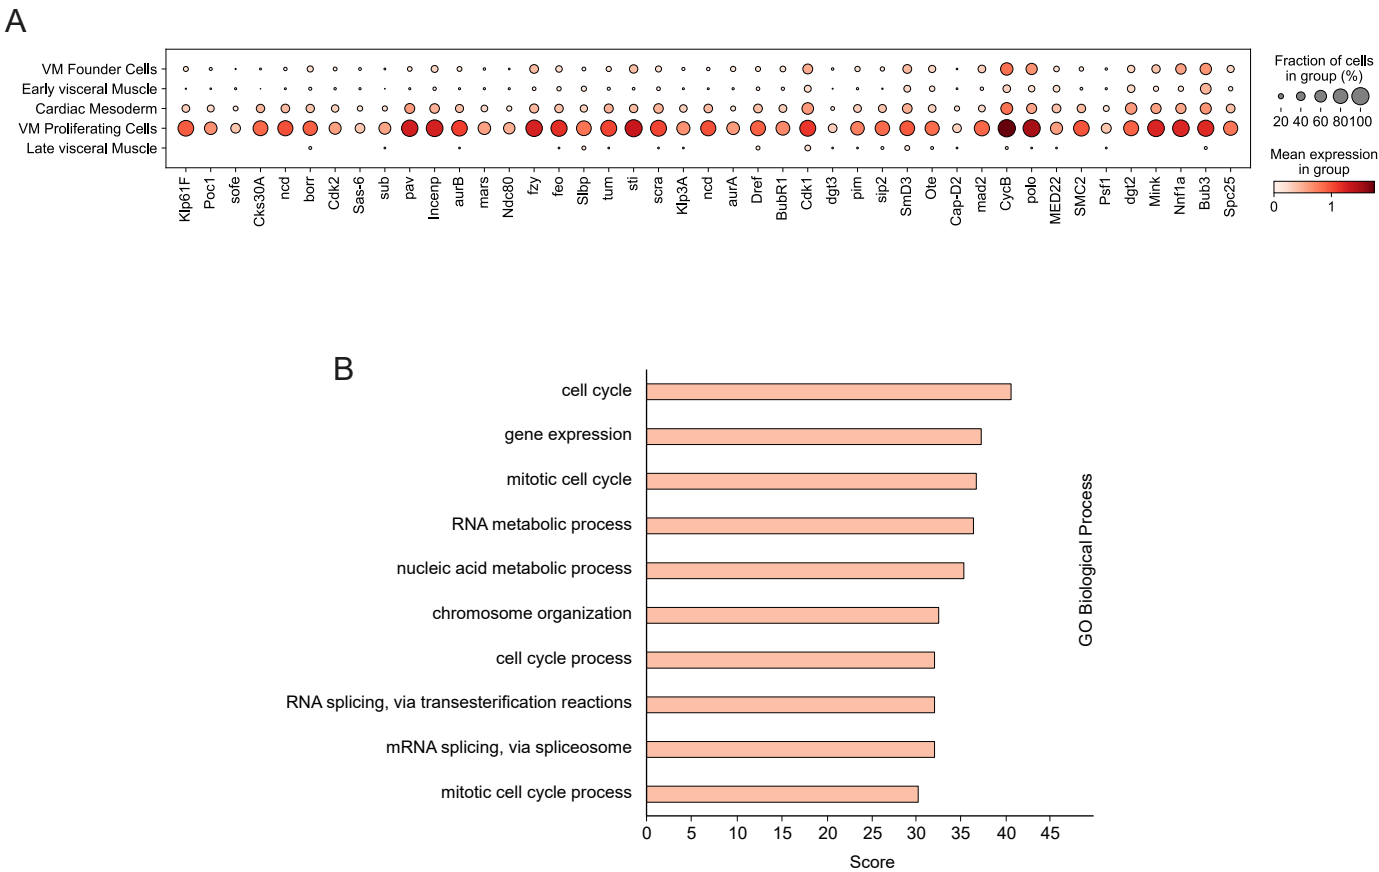 A
VM Founder Cells
Early visceral Muscle
Cardiac Mesoderm
VM Proliferating Cells
Late visceral Muscle
Klp61F
Poc1
sofe
Cks30A
ncd
borr
Cdk2
Sas-6
sub
pav
Incenp
aurB
mars
Ndc80
fzy
feo
Slbp
tum
sti
scra
Klp3A
ncd
aurA
Dref
BubR1
Cdk1
dgt3
pim
sip2
SmD3
Ote
Cap-D2
mad2
CycB
polo
MED22
SMC2
Psf1
dgt2
Mink
Nnf1a
Bub3
Spc25
Fraction of cells
in group (%)
20 40 60 80 100
Mean expression
in group
0 1
B
cell cycle
gene expression
mitotic cell cycle
RNA metabolic process
nucleic acid metabolic process
chromosome organization
cell cycle process
RNA splicing, via transesterification reactions
mRNA splicing, via spliceosome
mitotic cell cycle process
0 5 10 15 20 25 30 35 40 45
Score
GO Biological Process